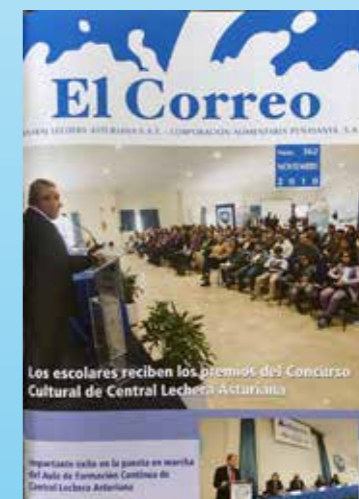 El Correo
CENTRAL LECHERA ASTURIANA S.A.T. - CORPORACIÓN ALIMENTARIA PEÑASANTA, S.A.
Núm. 362
NOVIEMBRE
2010
Los escolares reciben los premios del Concurso
Cultural de Central Lechera Asturiana
Importante éxito en la puesta en marcha
del Aula de Formación Continua de
Central Lechera Asturiana